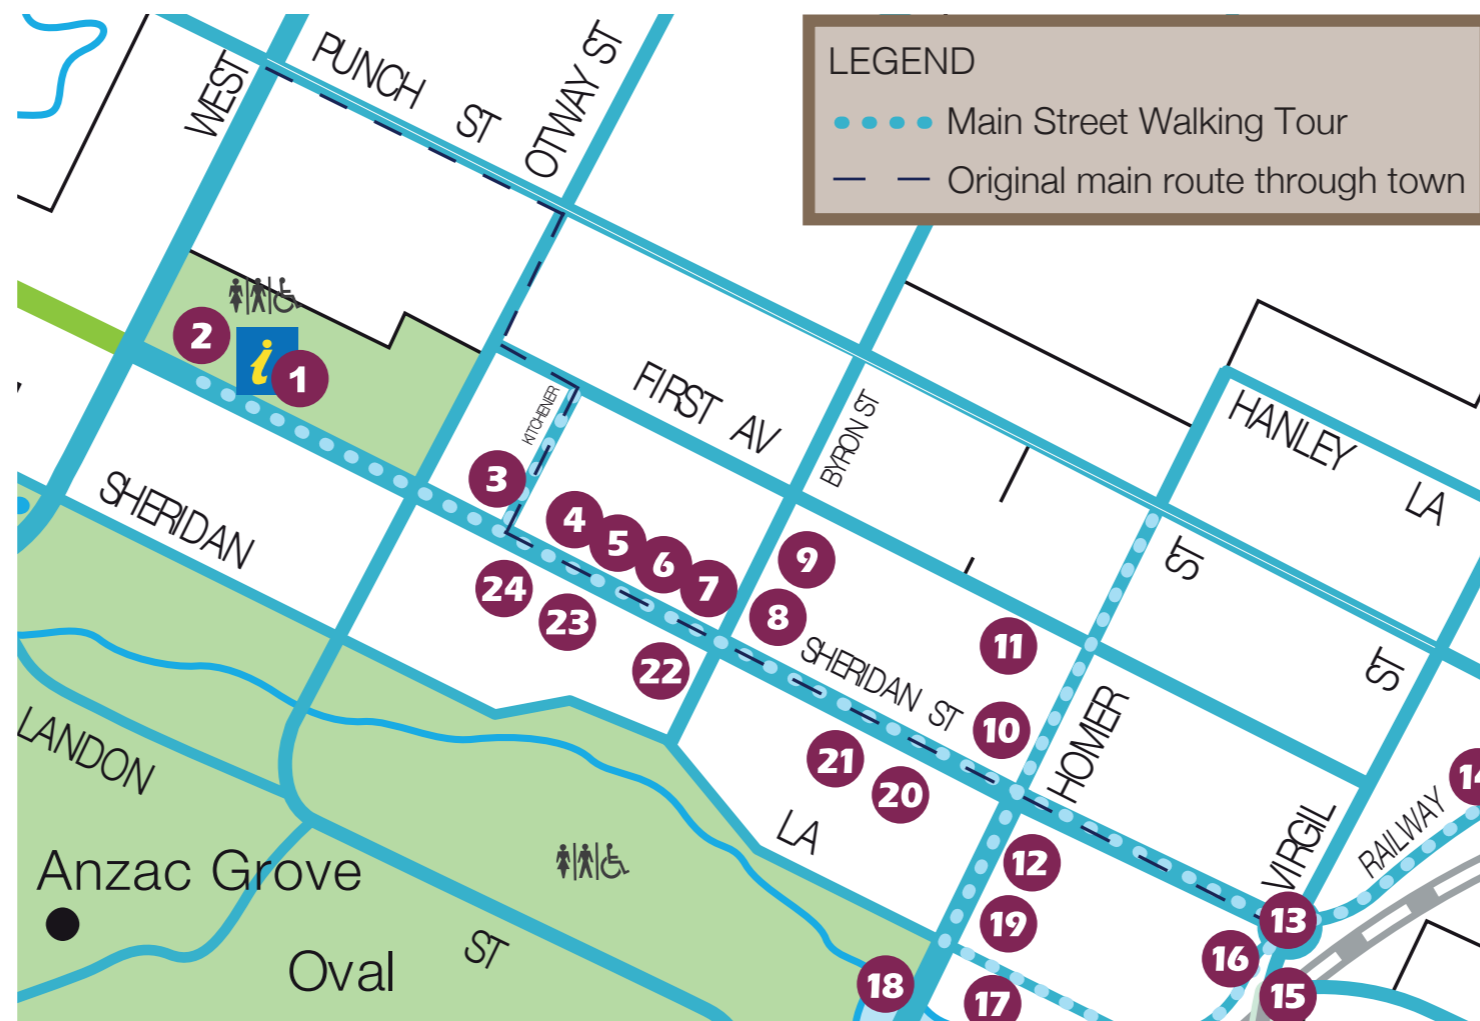 LEGEND
Main Street Walking Tour
Original main route through town
PUNCH ST
WEST
OTWAY ST
2
i
1
KITCHENER
FIRST AV
BYRON ST
HANLEY LA
SHERIDAN
3
4
5
6
7
9
8
24
23
22
SHERIDAN ST
11
10
ST
ST
21
20
HOMER
LANDON
LA
VIRGIL
RAILWAY
14
Anzac Grove
12
19
13
16
ST
Oval
18
17
15